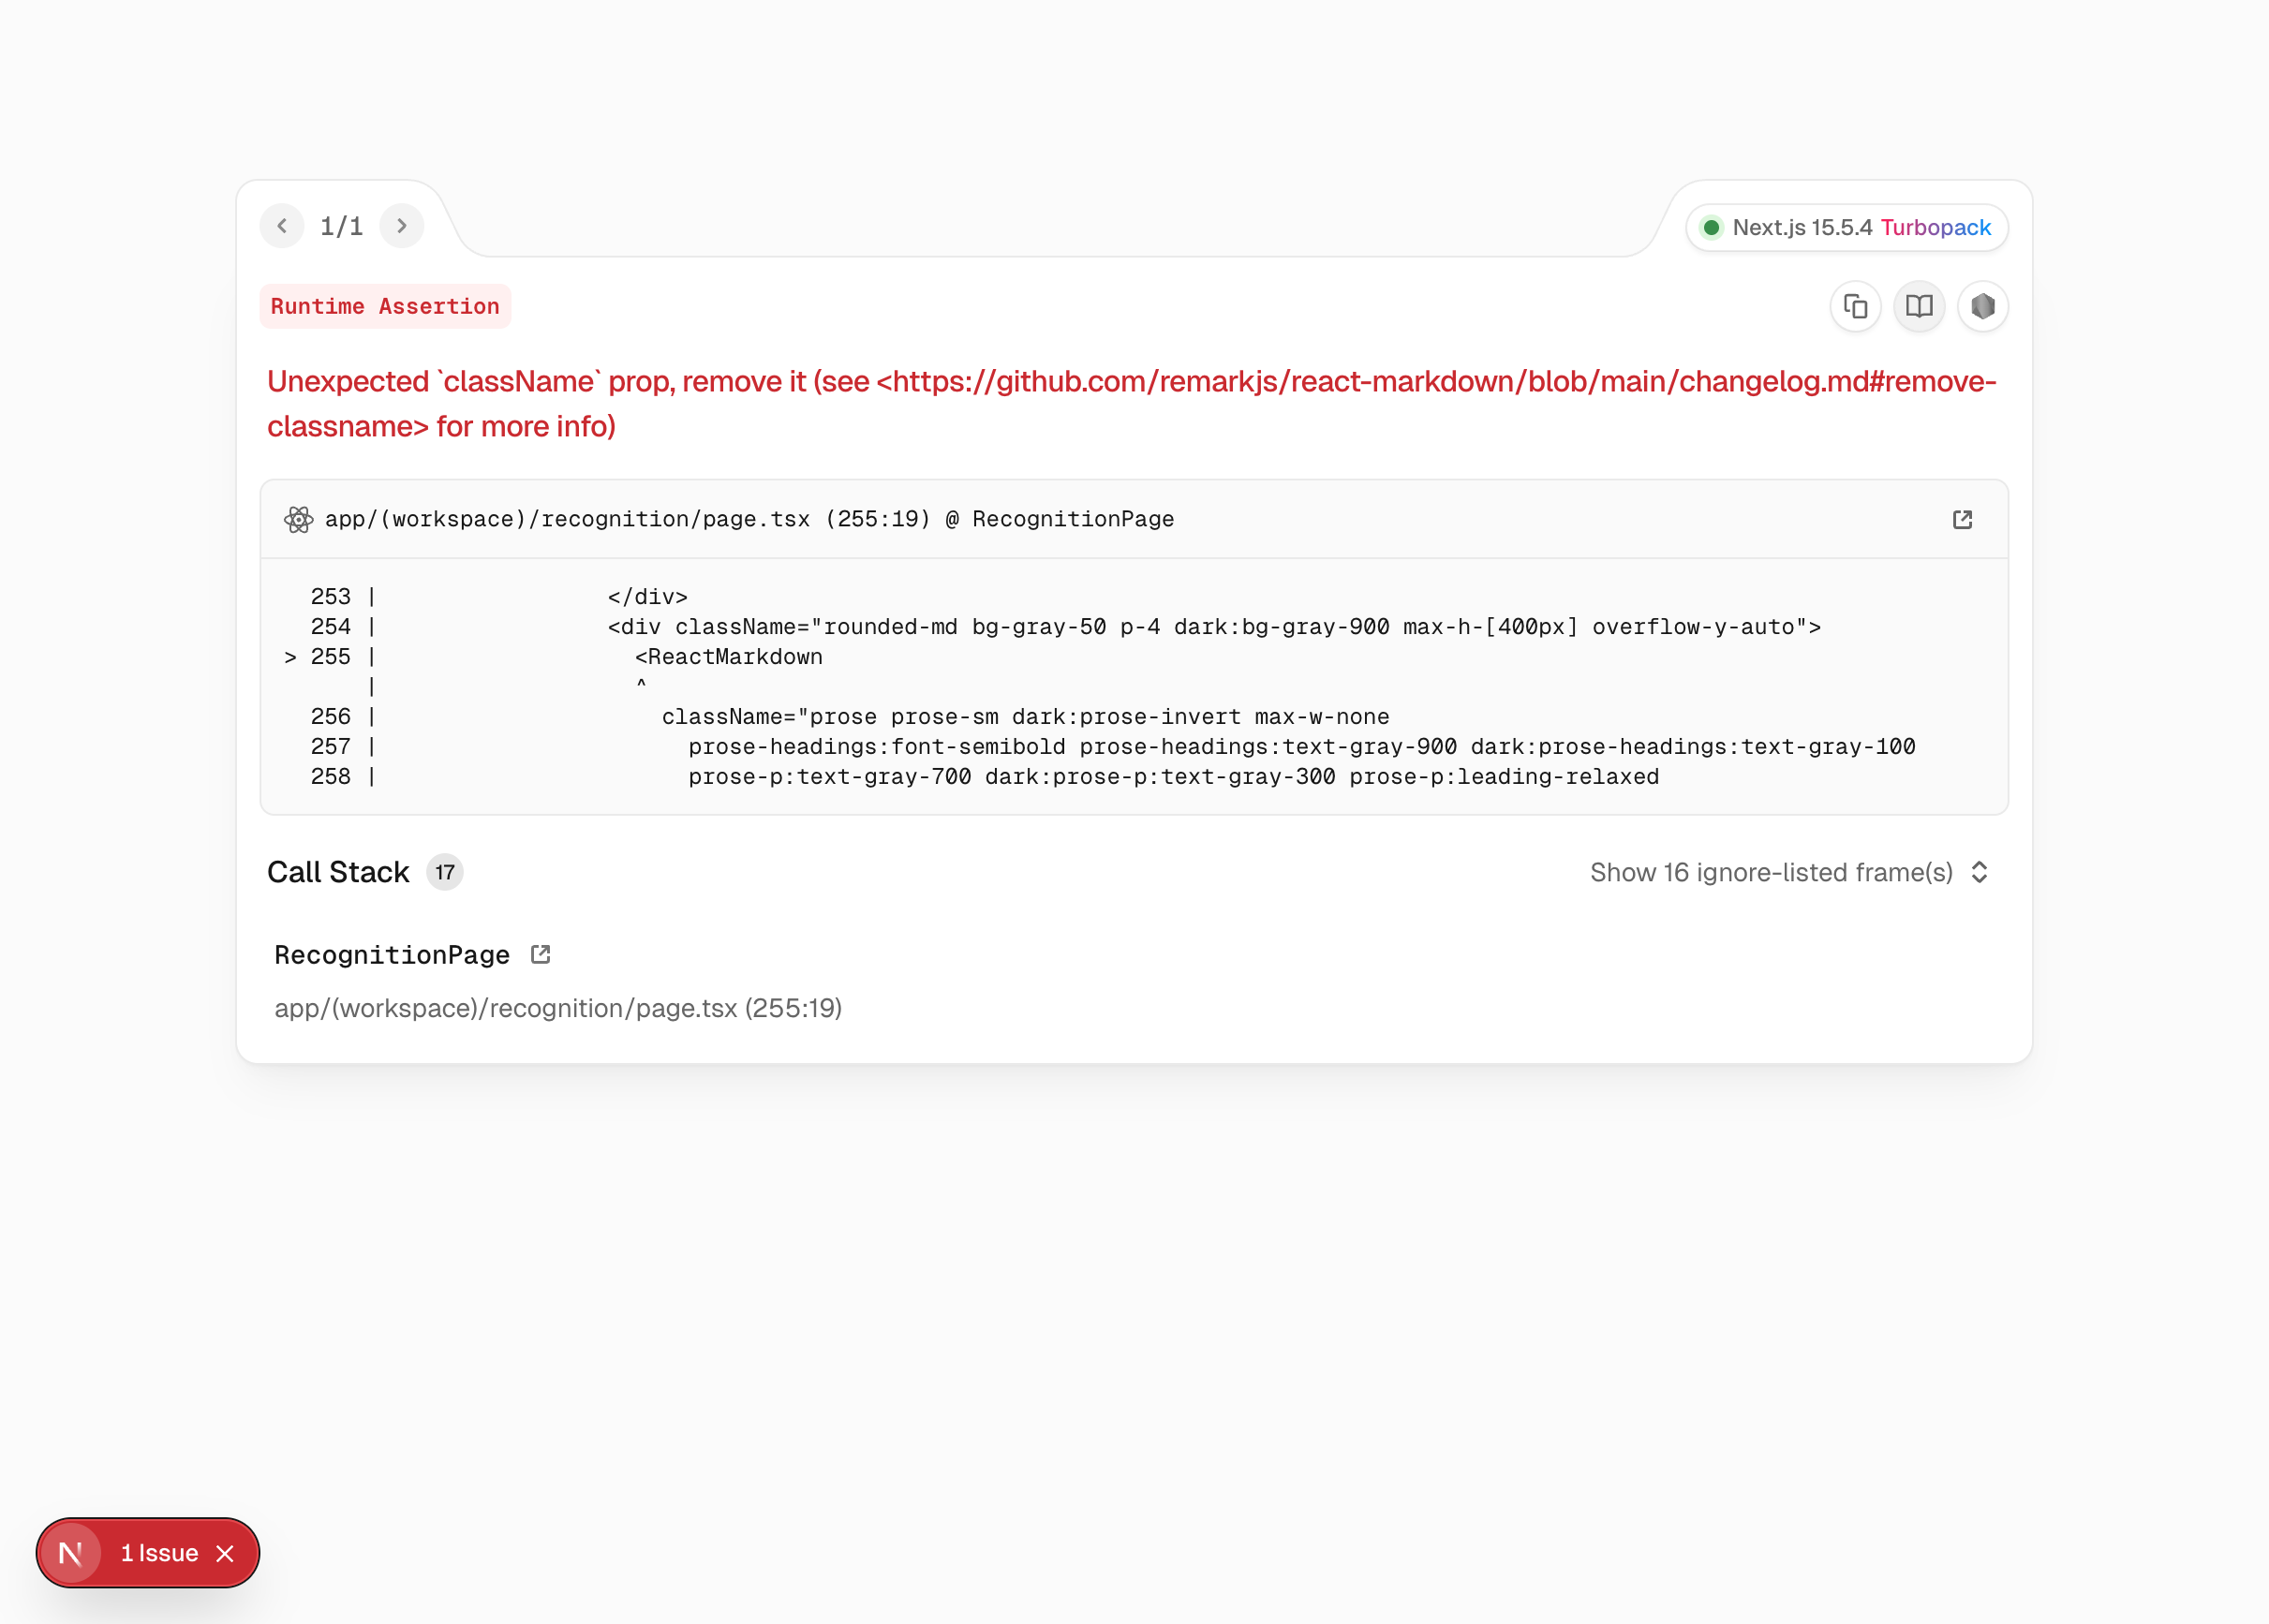 1/1
Next.js 15.5.4 Turbopack
Runtime Assertion
Unexpected `className` prop, remove it (see <https://github.com/remarkjs/react-markdown/blob/main/changelog.md#remove-
classname> for more info)
app/(workspace)/recognition/page.tsx (255:19) @ RecognitionPage
253 |                 </div>
254 |                 <div className="rounded-md bg-gray-50 p-4 dark:bg-gray-900 max-h-[400px] overflow-y-auto">
> 255 |                   <ReactMarkdown
|                   ^
256 |                     className="prose prose-sm dark:prose-invert max-w-none
257 |                       prose-headings:font-semibold prose-headings:text-gray-900 dark:prose-headings:text-gray-100
258 |                       prose-p:text-gray-700 dark:prose-p:text-gray-300 prose-p:leading-relaxed
Call Stack 17
Show 16 ignore-listed frame(s)
RecognitionPage
app/(workspace)/recognition/page.tsx (255:19)
N 1 Issue